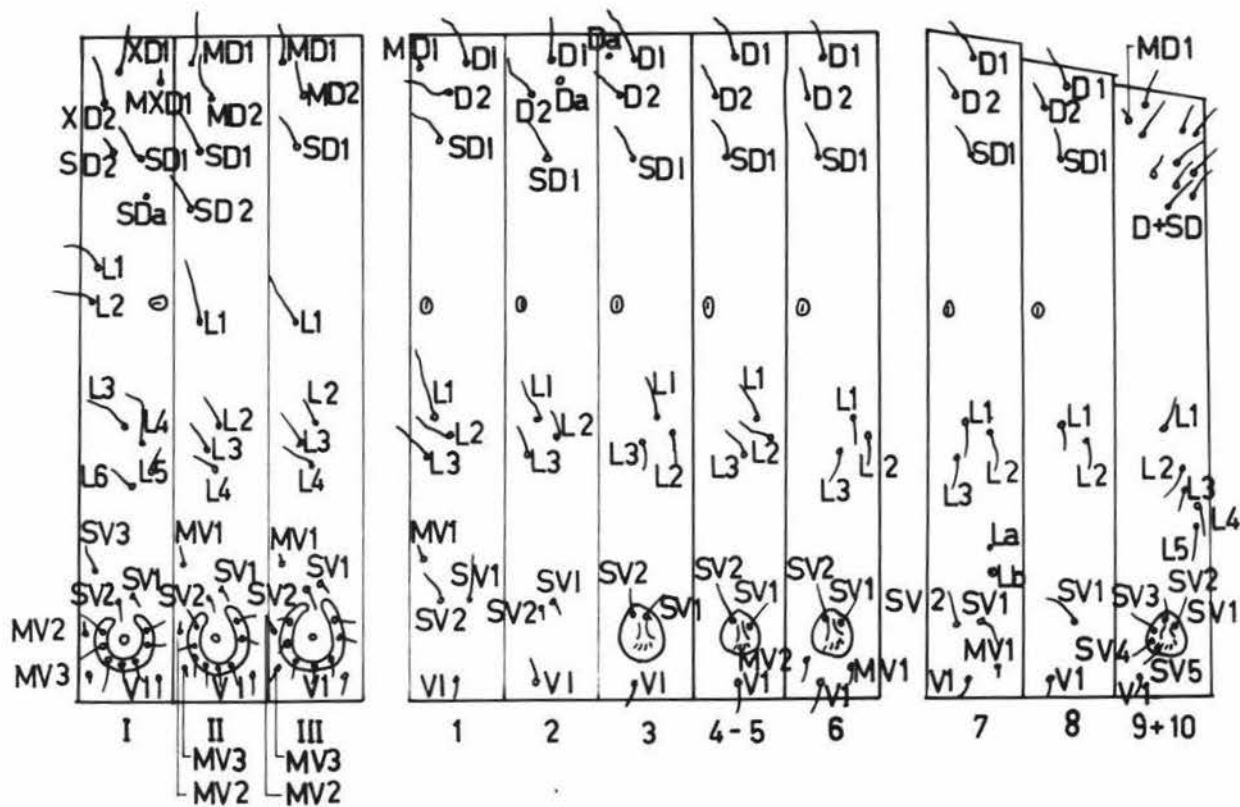 XD1 MD1 MD1
MXD1 MD2 MD2
XD2
SD2 SD1 SD1 SD1
SDa SD2
L1
L2 L1 L1
L3 L4 L2 L2
L3 L3
L6 L5 L4 L4
SV3 MV1 MV1
SV2 SV1 SV2 SV1 SV2 SV1
MV2
MV3 V1 V1 V1
I II III
MV3 MV3
MV2 MV2
MD1 D1 D1 Da D1 D1 D1
D2 D2 Da D2 D2 D2
SD1 SD1 SD1 SD1 SD1
L1 L1 L1 L1 L1
L2 L2 L2 L2 L2
L3 L3 L3 L3 L3
MV1
SV1 SV1 SV2 SV2 SV2
SV2 SV2 SV1 SV1 SV1
MV2 MV1
V1 V1 V1 V1 V1
1 2 3 4-5 6
D1 D1 MD1
D2 D2
SD1 SD1
D+SD
L1 L1 L1
L2 L2 L2
L3 L3
L4
La L5
Lb
SV2 SV1 SV1 SV3 SV2
SV1
MV1 SV4 SV5
V1 V1 V1
7 8 9+10